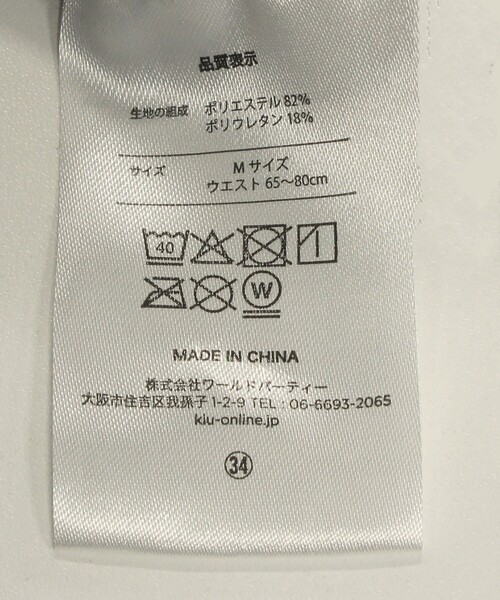 品質表示
生地の組成 ポリエステル 82%
ポリウレタン 18%
サイズ M サイズ
ウエスト 65～80cm
40
W
MADE IN CHINA
株式会社ワールドパーティー
大阪市住吉区我孫子1-2-9 TEL : 06-6693-2065
kiu-online.jp
㉞